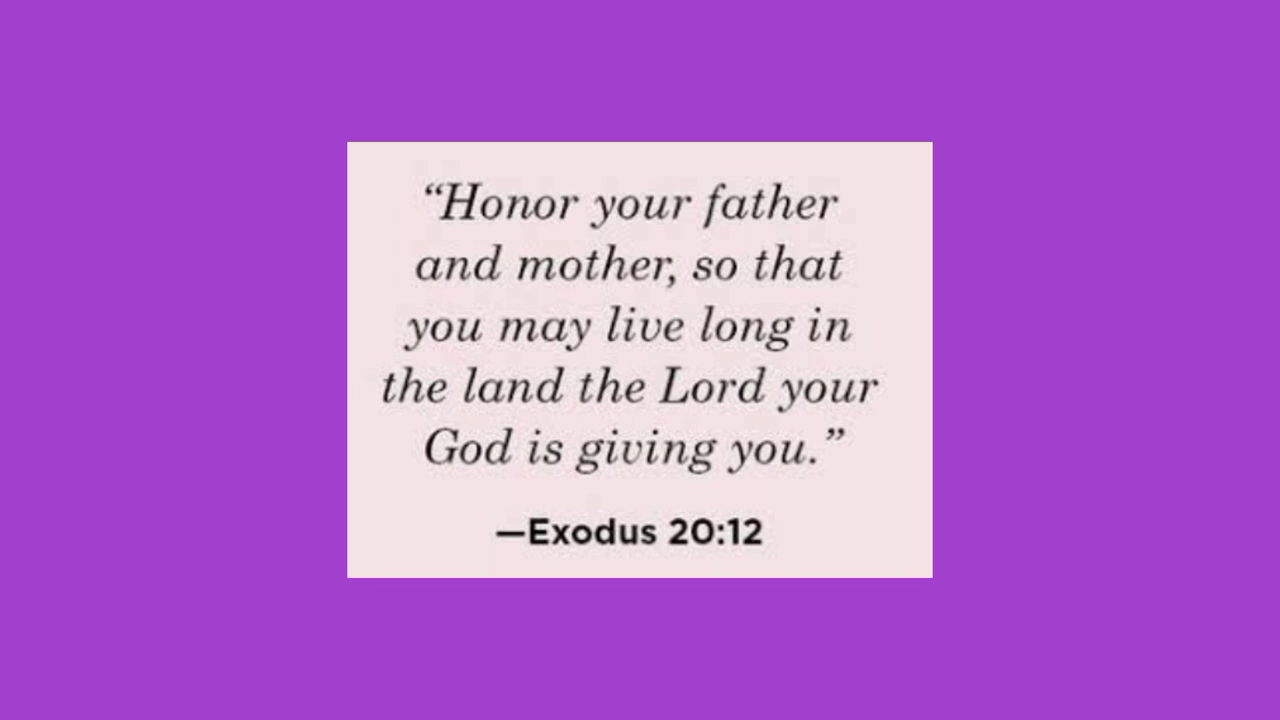 “Honor your father
and mother, so that
you may live long in
the land the Lord your
God is giving you.”
—Exodus 20:12